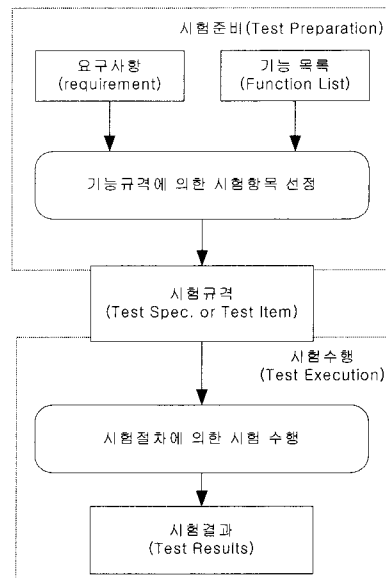 시험준비(Test Preparation)
요구사항
(requirement)
기능 목록
(Function List)
기능규격에 의한 시험항목 선정
시험규격
(Test Spec. or Test Item)
시험수행
(Test Execution)
시험절차에 의한 시험 수행
시험결과
(Test Results)